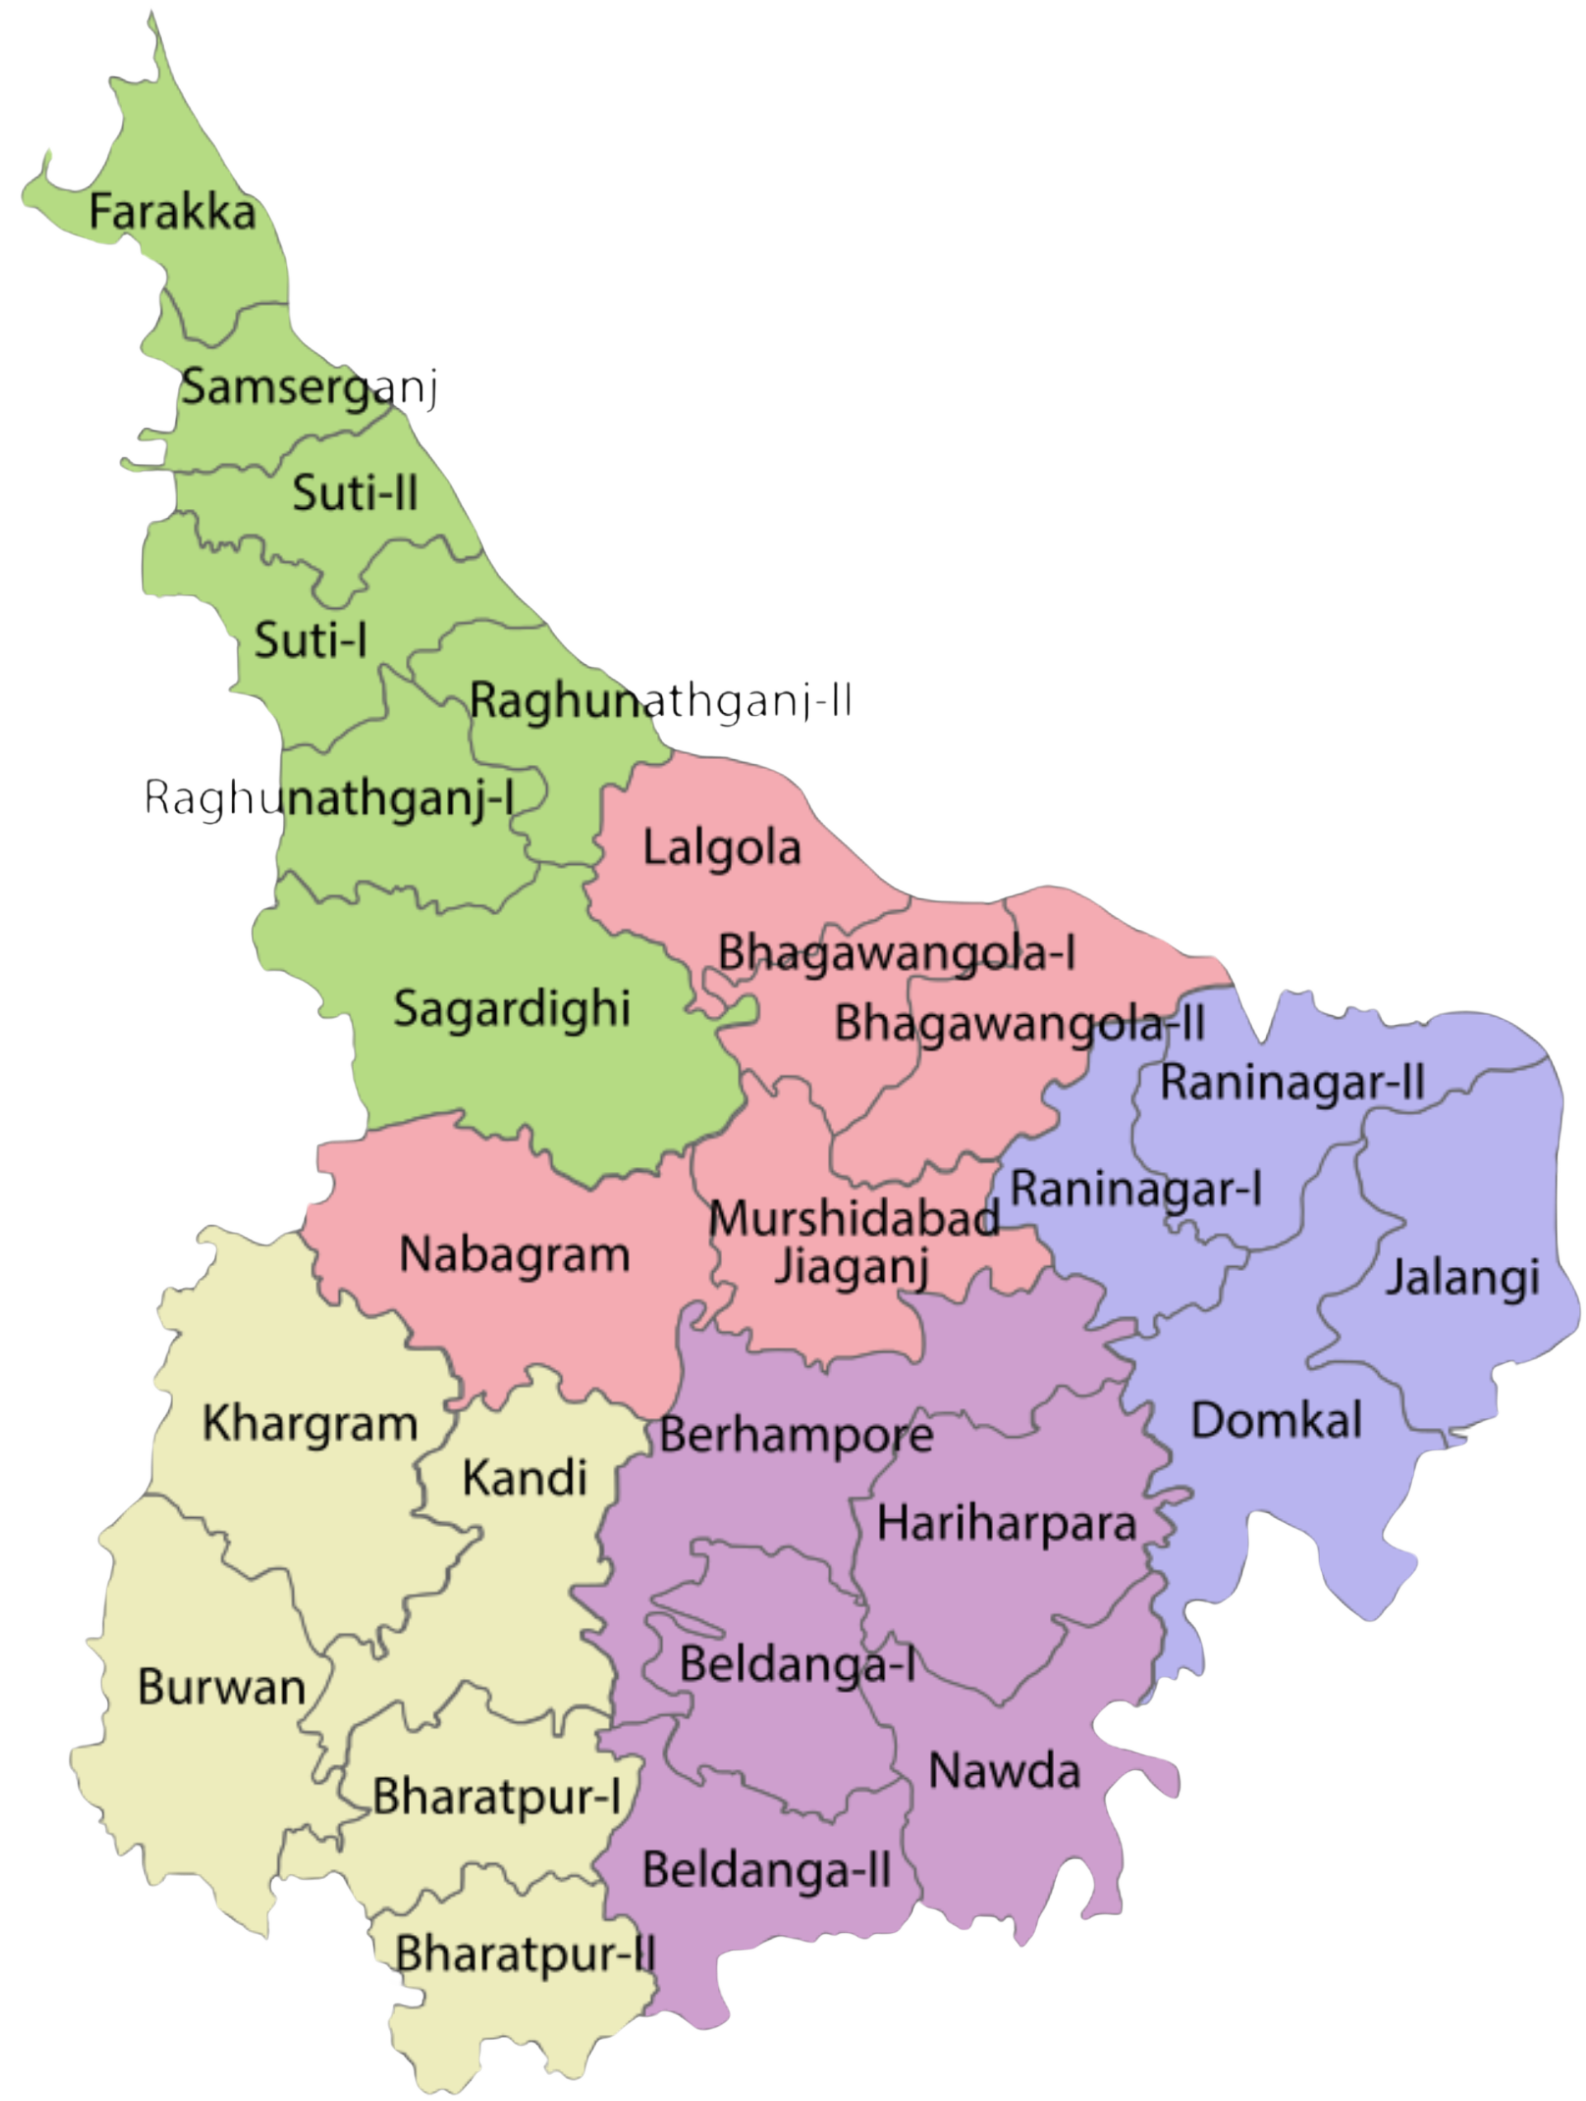 Farakka
Samserganj
Suti-II
Suti-I
Raghunathganj-II
Raghunathganj-I
Lalgola
Bhagawangola-I
Sagardighi
Bhagawangola-II
Raninagar-II
Raninagar-I
Murshidabad
Jiaganj
Nabagram
Jalangi
Khargram
Domkal
Berhampore
Kandi
Hariharpara
Beldanga-I
Burwan
Nawda
Bharatpur-I
Beldanga-II
Bharatpur-II